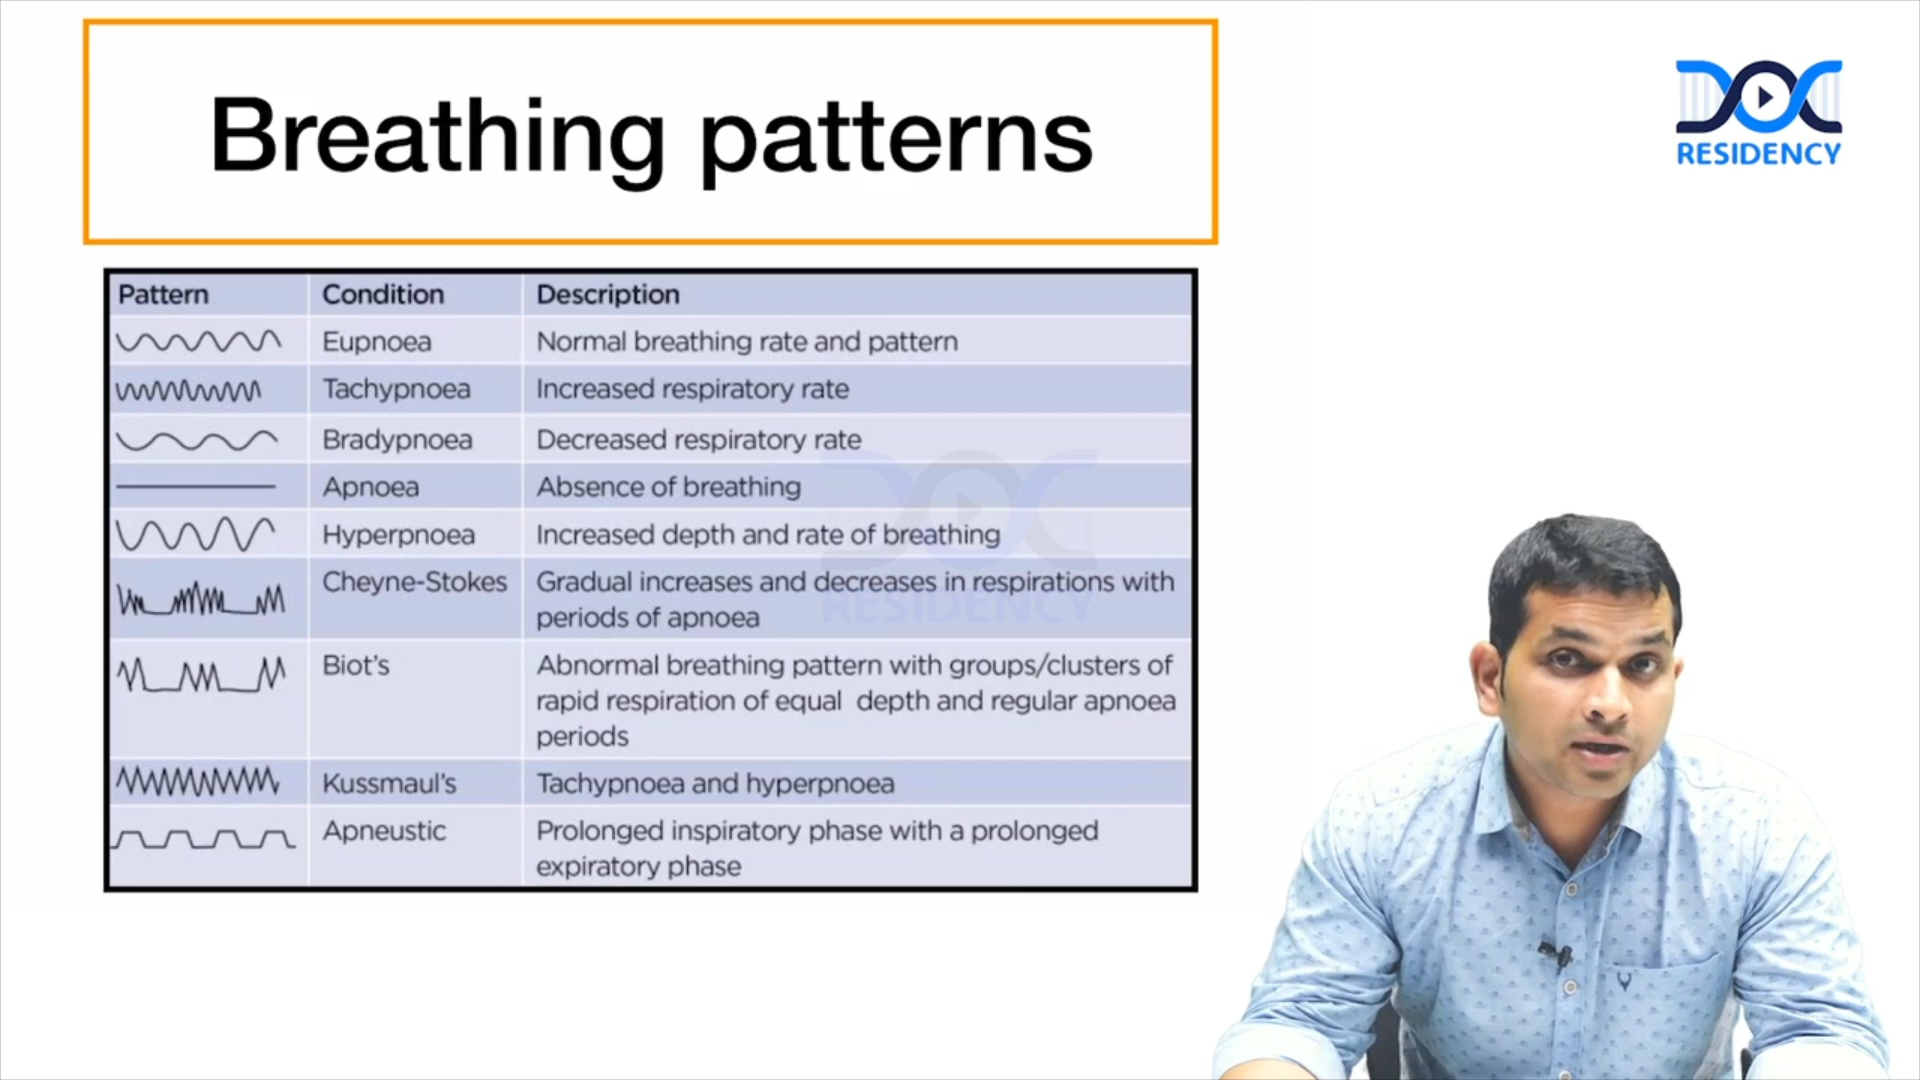 Breathing patterns
DOC
RESIDENCY
Pattern Condition Description
Eupnoea Normal breathing rate and pattern
Tachypnoea Increased respiratory rate
Bradypnoea Decreased respiratory rate
Apnoea Absence of breathing
Hyperpnoea Increased depth and rate of breathing
Cheyne-Stokes Gradual increases and decreases in respirations with
periods of apnoea
Biot's Abnormal breathing pattern with groups/clusters of
rapid respiration of equal depth and regular apnoea
periods
Kussmaul's Tachypnoea and hyperpnoea
Apneustic Prolonged inspiratory phase with a prolonged
expiratory phase
DOC
RESIDENCY